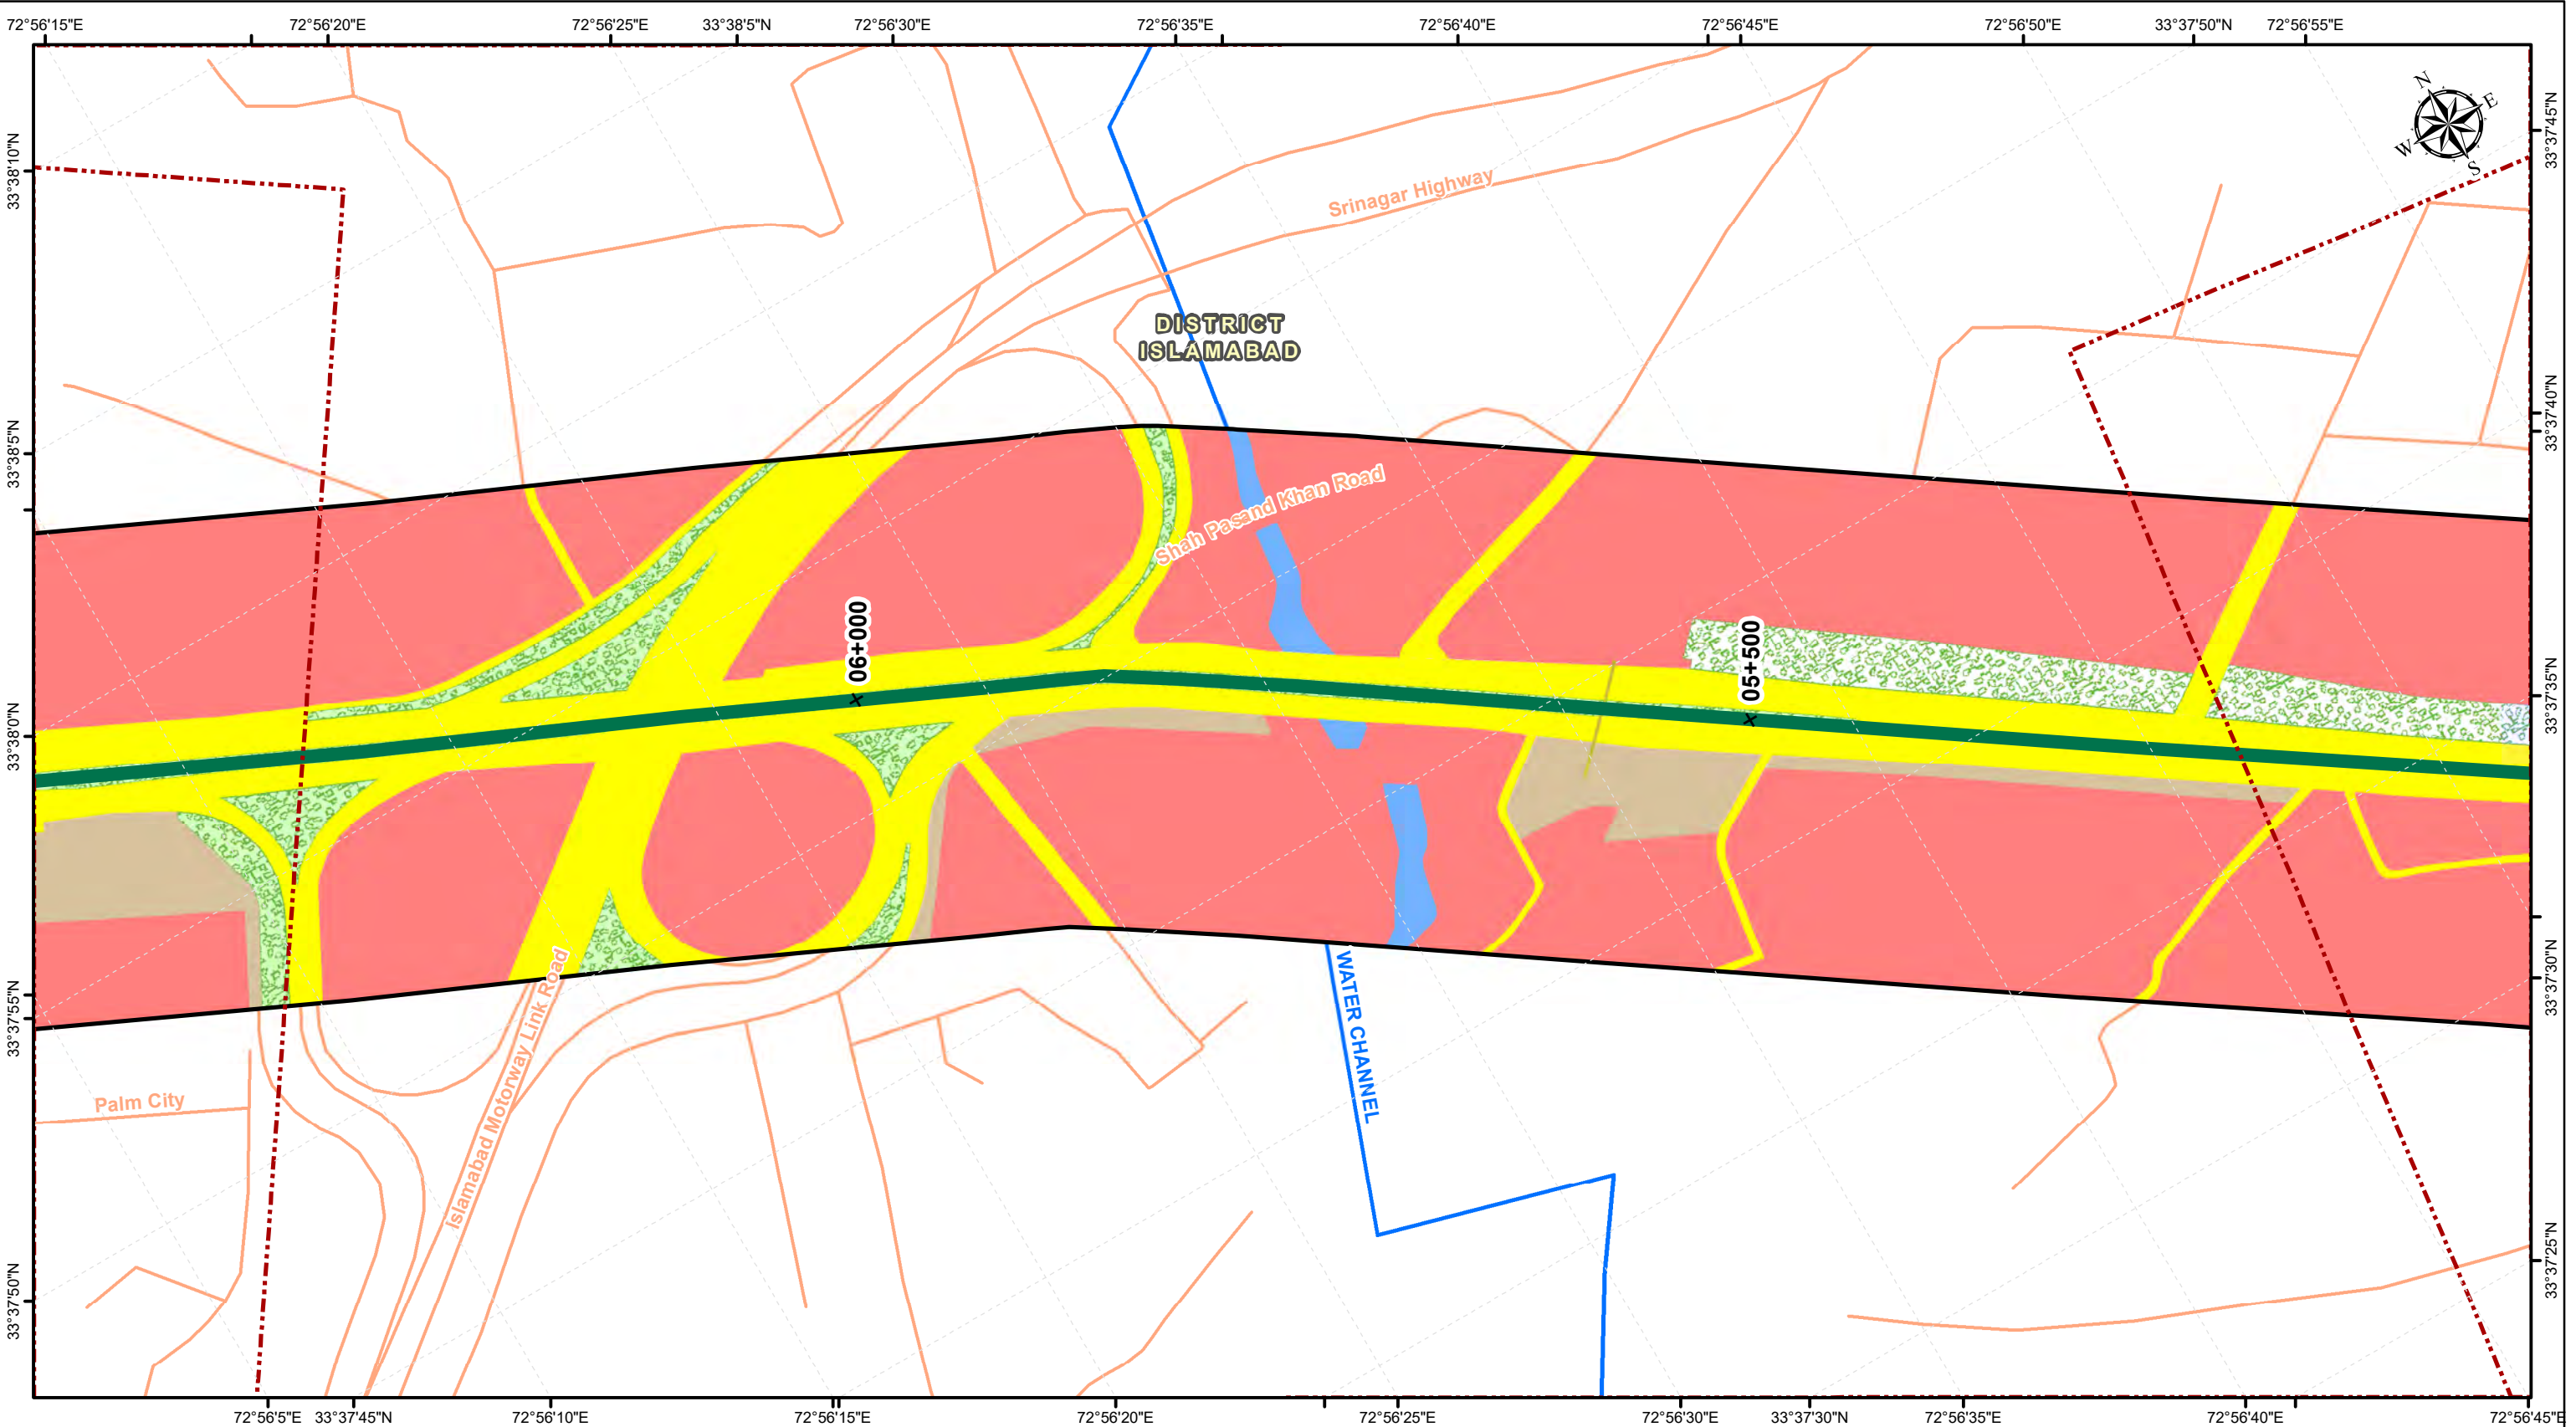 72°56'15"E
72°56'20"E
72°56'25"E
33°38'5"N
72°56'30"E
72°56'35"E
72°56'40"E
72°56'45"E
72°56'50"E
33°37'50"N
72°56'55"E
N
E
W
S
33°38'10"N
33°38'5"N
33°38'0"N
33°37'55"N
33°37'50"N
33°37'45"N
33°37'40"N
33°37'35"N
33°37'30"N
33°37'25"N
Srinagar Highway
DISTRICT
ISLAMABAD
Shah Pasand Khan Road
06+000
05+500
Islamabad Motorway Link Road
WATER CHANNEL
Palm City
72°56'5"E
33°37'45"N
72°56'10"E
72°56'15"E
72°56'20"E
72°56'25"E
72°56'30"E
33°37'30"N
72°56'35"E
72°56'40"E
72°56'45"E